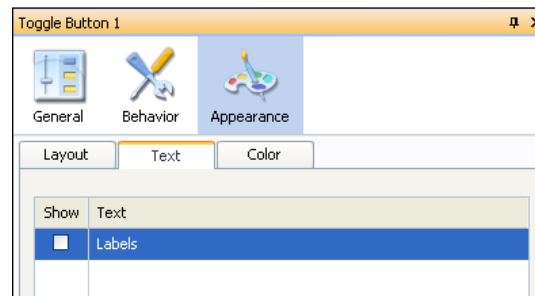 Toggle Button 1
General Behavior Appearance
Layout Text Color
Show Text
Labels